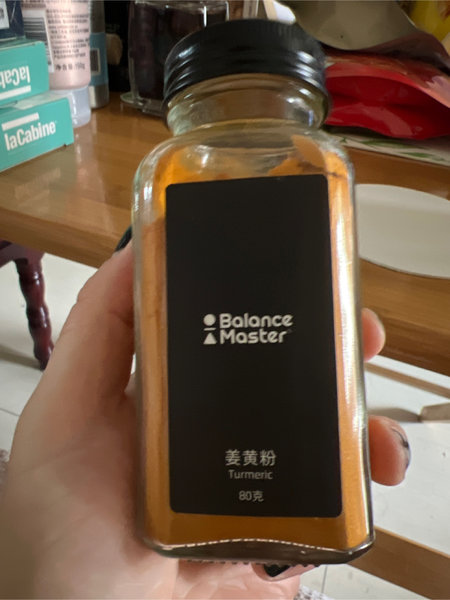 laCabine
laCabine
Balance
Master
姜黄粉
Turmeric
80克